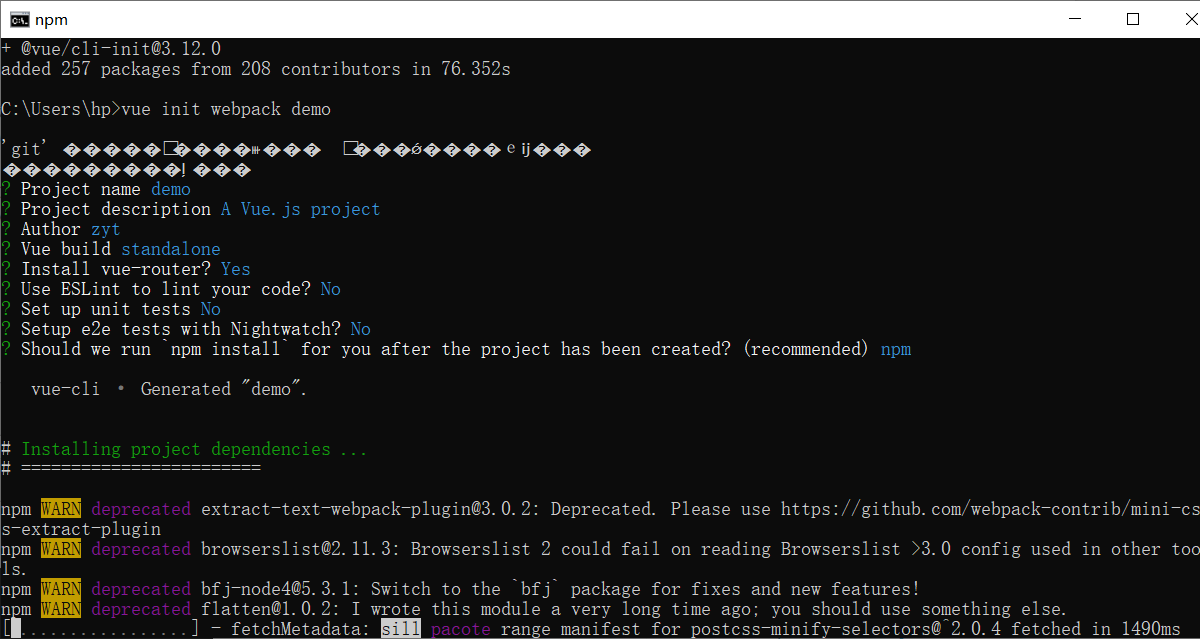 npm
+ @vue/cli-init@3.12.0
added 257 packages from 208 contributors in 76.352s
C:\Users\hp>vue init webpack demo
'git'
? Project name demo
? Project description A Vue.js project
? Author zyt
? Vue build standalone
? Install vue-router? Yes
? Use ESLint to lint your code? No
? Set up unit tests No
? Setup e2e tests with Nightwatch? No
? Should we run `npm install` for you after the project has been created? (recommended) npm
vue-cli · Generated "demo".
# Installing project dependencies ...
# ========================
npm WARN deprecated extract-text-webpack-plugin@3.0.2: Deprecated. Please use https://github.com/webpack-contrib/mini-cs
s-extract-plugin
npm WARN deprecated browserslist@2.11.3: Browserslist 2 could fail on reading Browserslist >3.0 config used in other too
ls.
npm WARN deprecated bfj-node4@5.3.1: Switch to the `bfj` package for fixes and new features!
npm WARN deprecated flatten@1.0.2: I wrote this module a very long time ago; you should use something else.
[ .................] - fetchMetadata: sill pacote range manifest for postcss-minify-selectors@^2.0.4 fetched in 1490ms